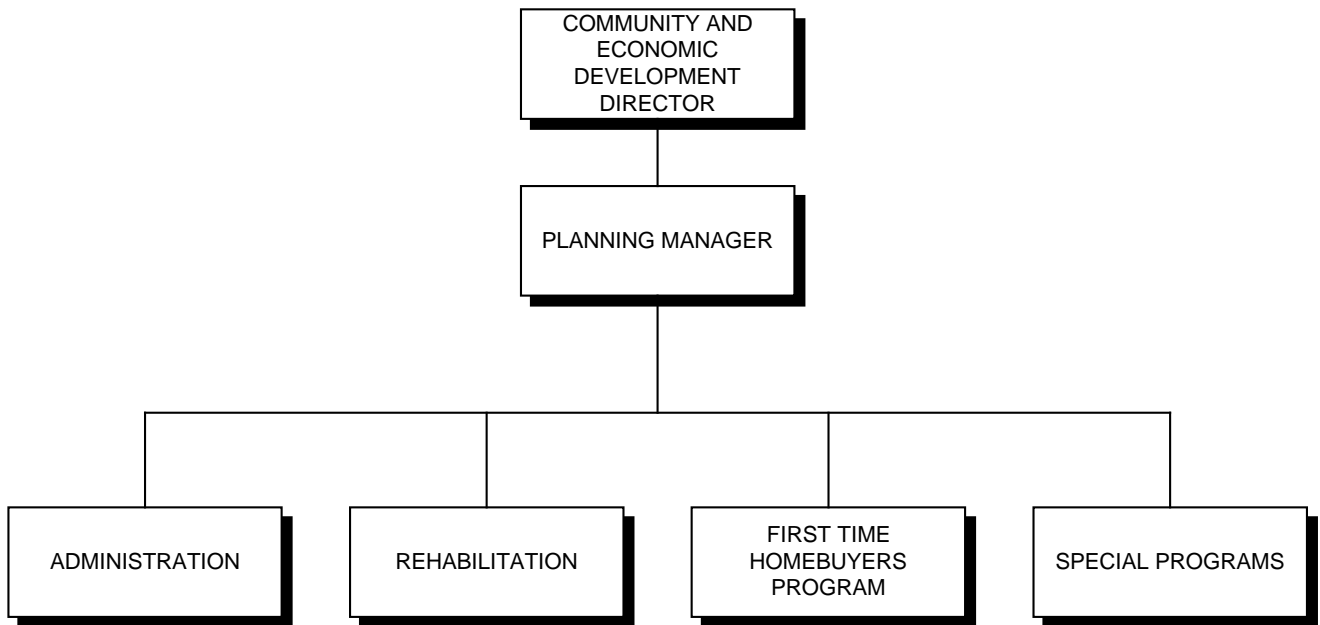 COMMUNITY AND
ECONOMIC
DEVELOPMENT
DIRECTOR
PLANNING MANAGER
ADMINISTRATION
REHABILITATION
FIRST TIME
HOMEBUYERS
PROGRAM
SPECIAL PROGRAMS